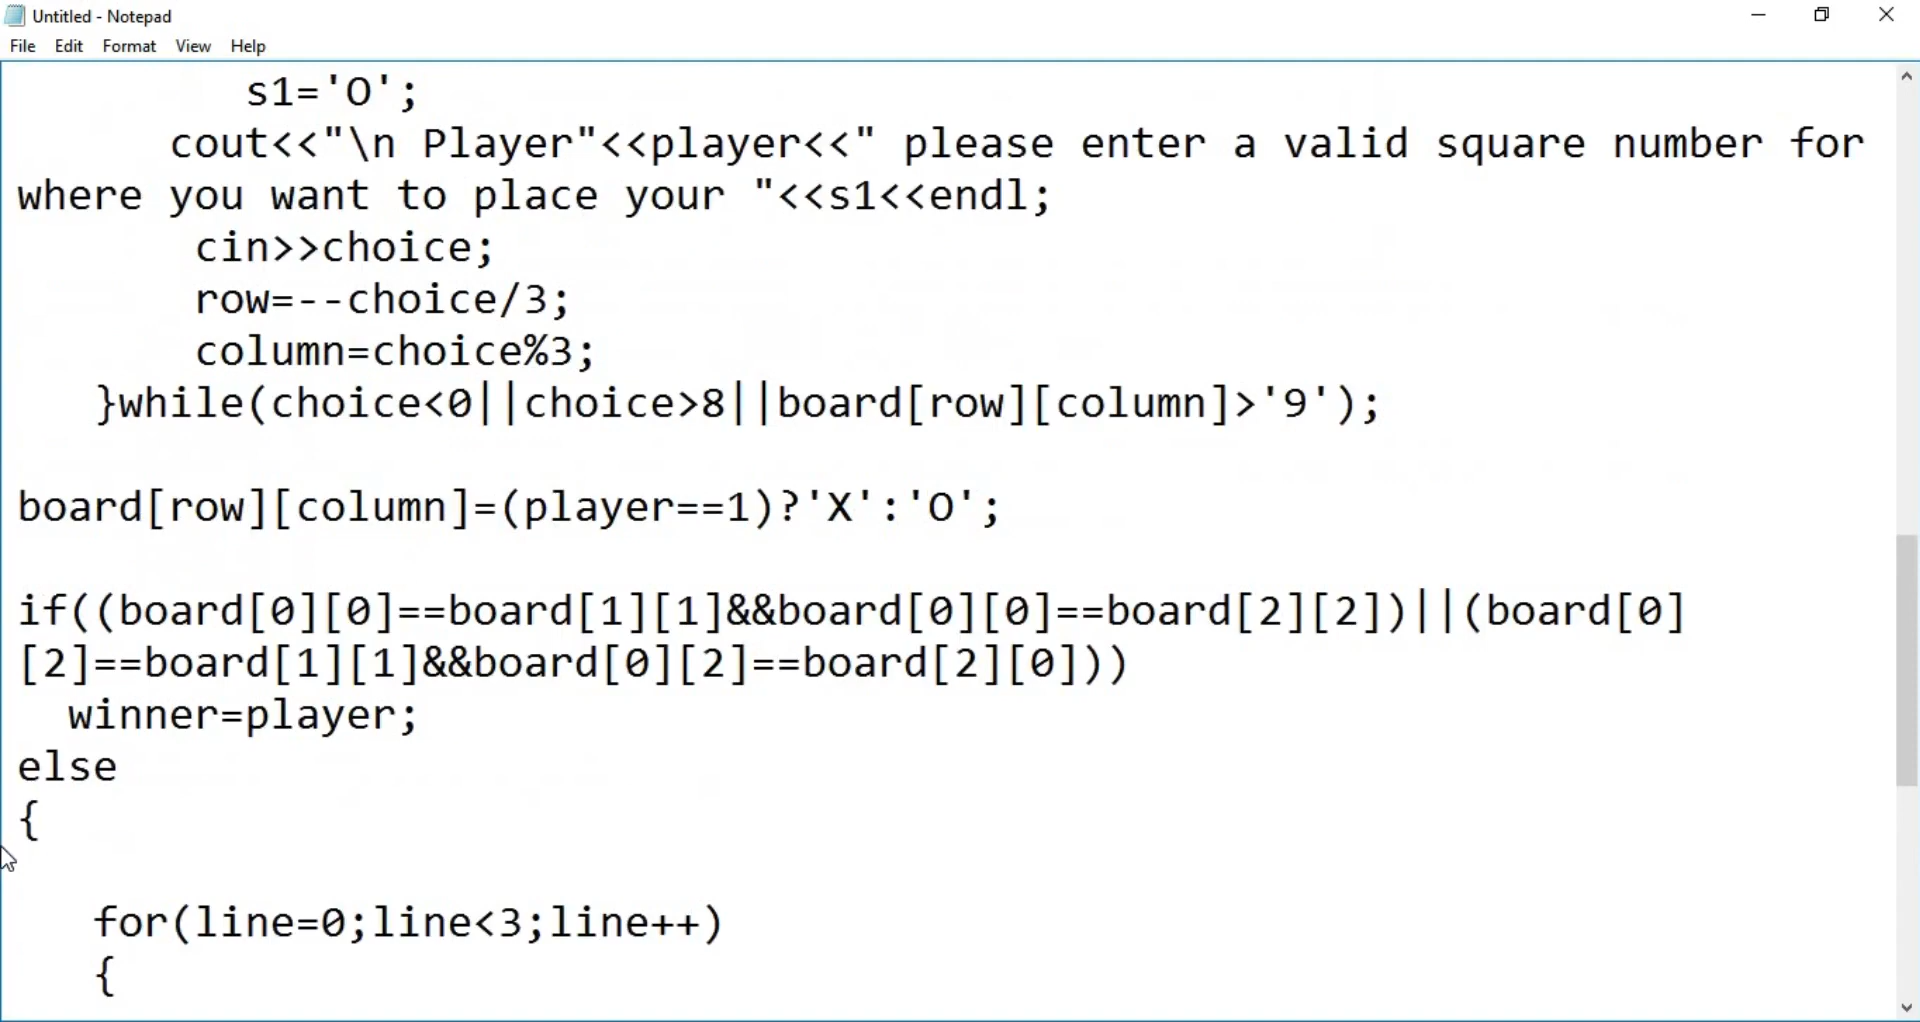 Untitled - Notepad
File Edit Format View Help
s1='O';
cout<<"\n Player"<<player<<" please enter a valid square number for
where you want to place your "<<s1<<endl;
cin>>choice;
row=--choice/3;
column=choice%3;
}while(choice<0||choice>8||board[row][column]>'9');
board[row][column]=(player==1)?'X':'O';
if((board[0][0]==board[1][1]&&board[0][0]==board[2][2])||(board[0]
[2]==board[1][1]&&board[0][2]==board[2][0]))
winner=player;
else
{
for(line=0;line<3;line++)
{